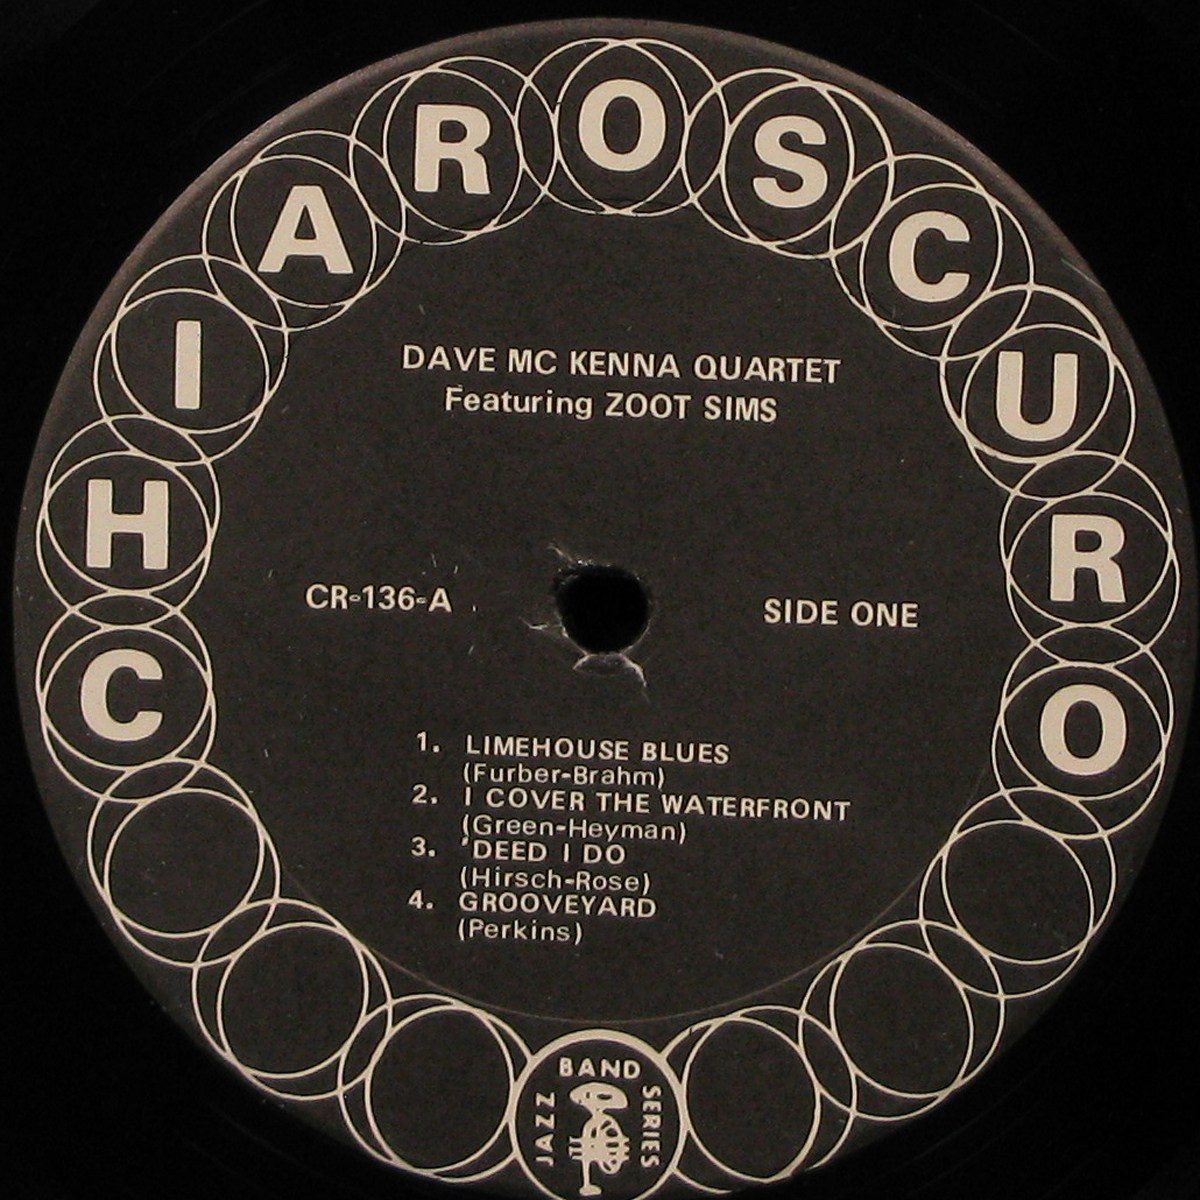 CHIAROSCURO
DAVE MC KENNA QUARTET
Featuring ZOOT SIMS
CR-136-A
SIDE ONE
1. LIMEHOUSE BLUES
(Furber-Brahm)
2. I COVER THE WATERFRONT
(Green-Heyman)
3. 'DEED I DO
(Hirsch-Rose)
4. GROOVEYARD
(Perkins)
JAZZ BAND SERIES